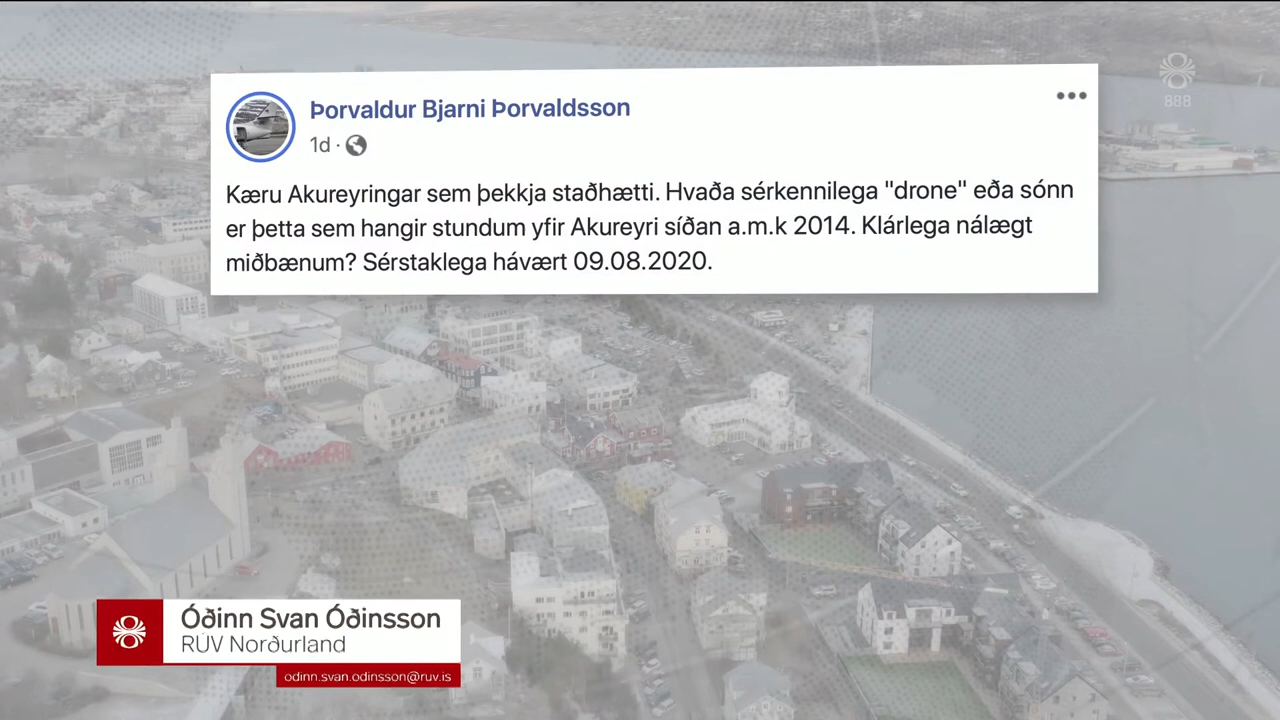 888
Þorvaldur Bjarni Þorvaldsson
1d ·
Kæru Akureyringar sem þekkja staðhætti. Hvaða sérkennilega "drone" eða sónn
er þetta sem hangir stundum yfir Akureyri síðan a.m.k 2014. Klárlega nálægt
miðbænum? Sérstaklega hávært 09.08.2020.
Óðinn Svan Óðinsson
RÚV Norðurland
odinn.svan.odinsson@ruv.is